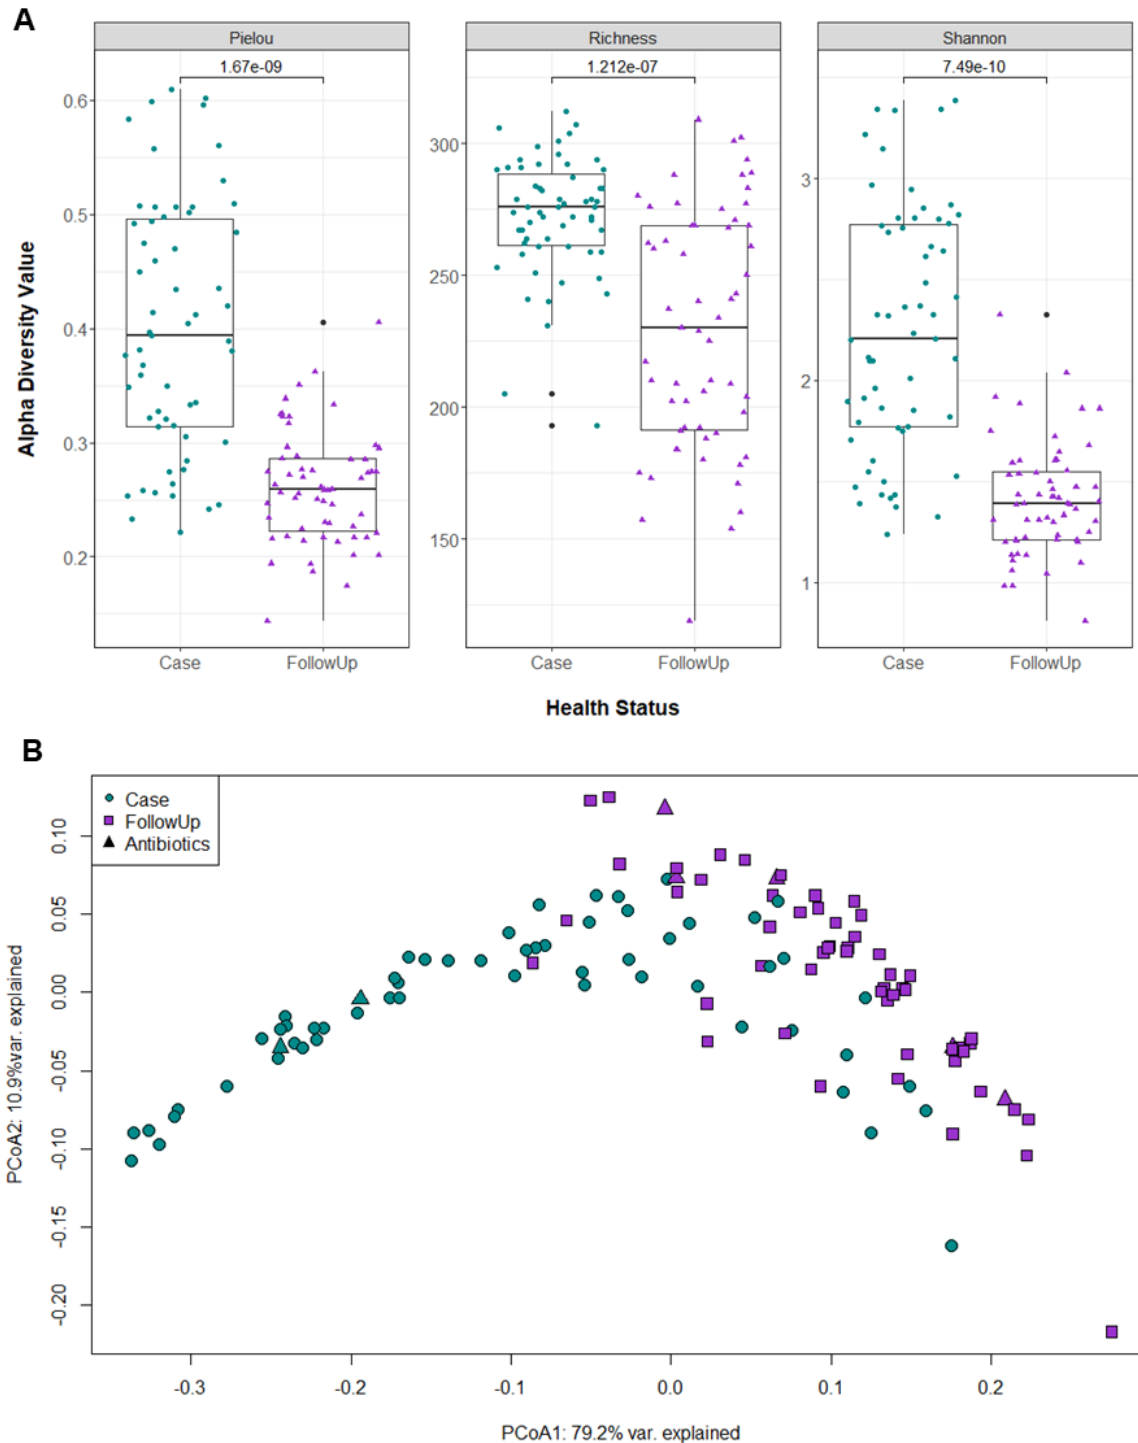 A
Pielou
Richness
Shannon
1.67e-09
1.212e-07
7.49e-10
Alpha Diversity Value
0.6
0.5
0.4
0.3
0.2
300
250
200
150
3
2
1
Case
FollowUp
Case
FollowUp
Case
FollowUp
Health Status
B
Case
FollowUp
Antibiotics
PCoA2: 10.9%var. explained
0.10
0.05
0.00
-0.05
-0.10
-0.15
-0.20
-0.3
-0.2
-0.1
0.0
0.1
0.2
PCoA1: 79.2% var. explained